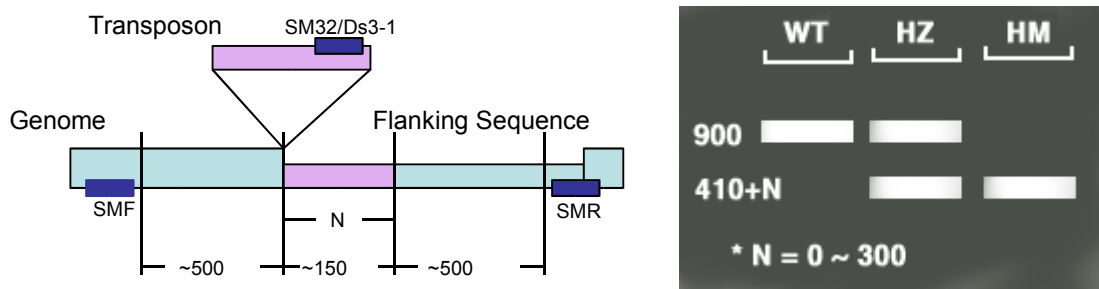 Transposon
SM32/Ds3-1
Genome
Flanking Sequence
SMF
N
SMR
~500
~150
~500
WT HZ HM
900
410+N
* N = 0 ~ 300